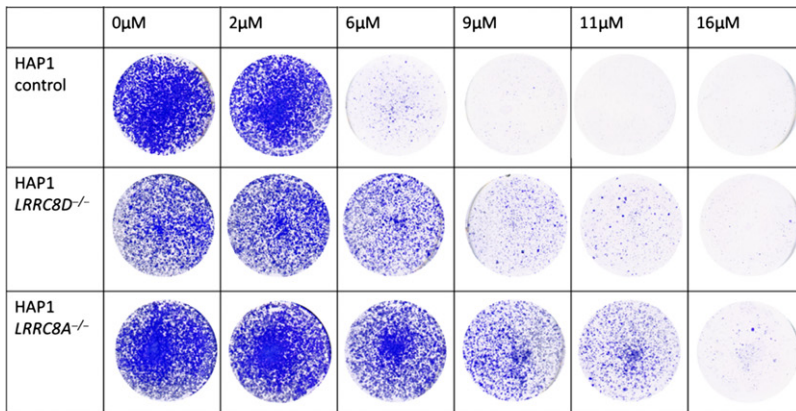 0μM 2μM 6μM 9μM 11μM 16μM
HAP1
control
HAP1
LRRC8D⁻/⁻
HAP1
LRRC8A⁻/⁻